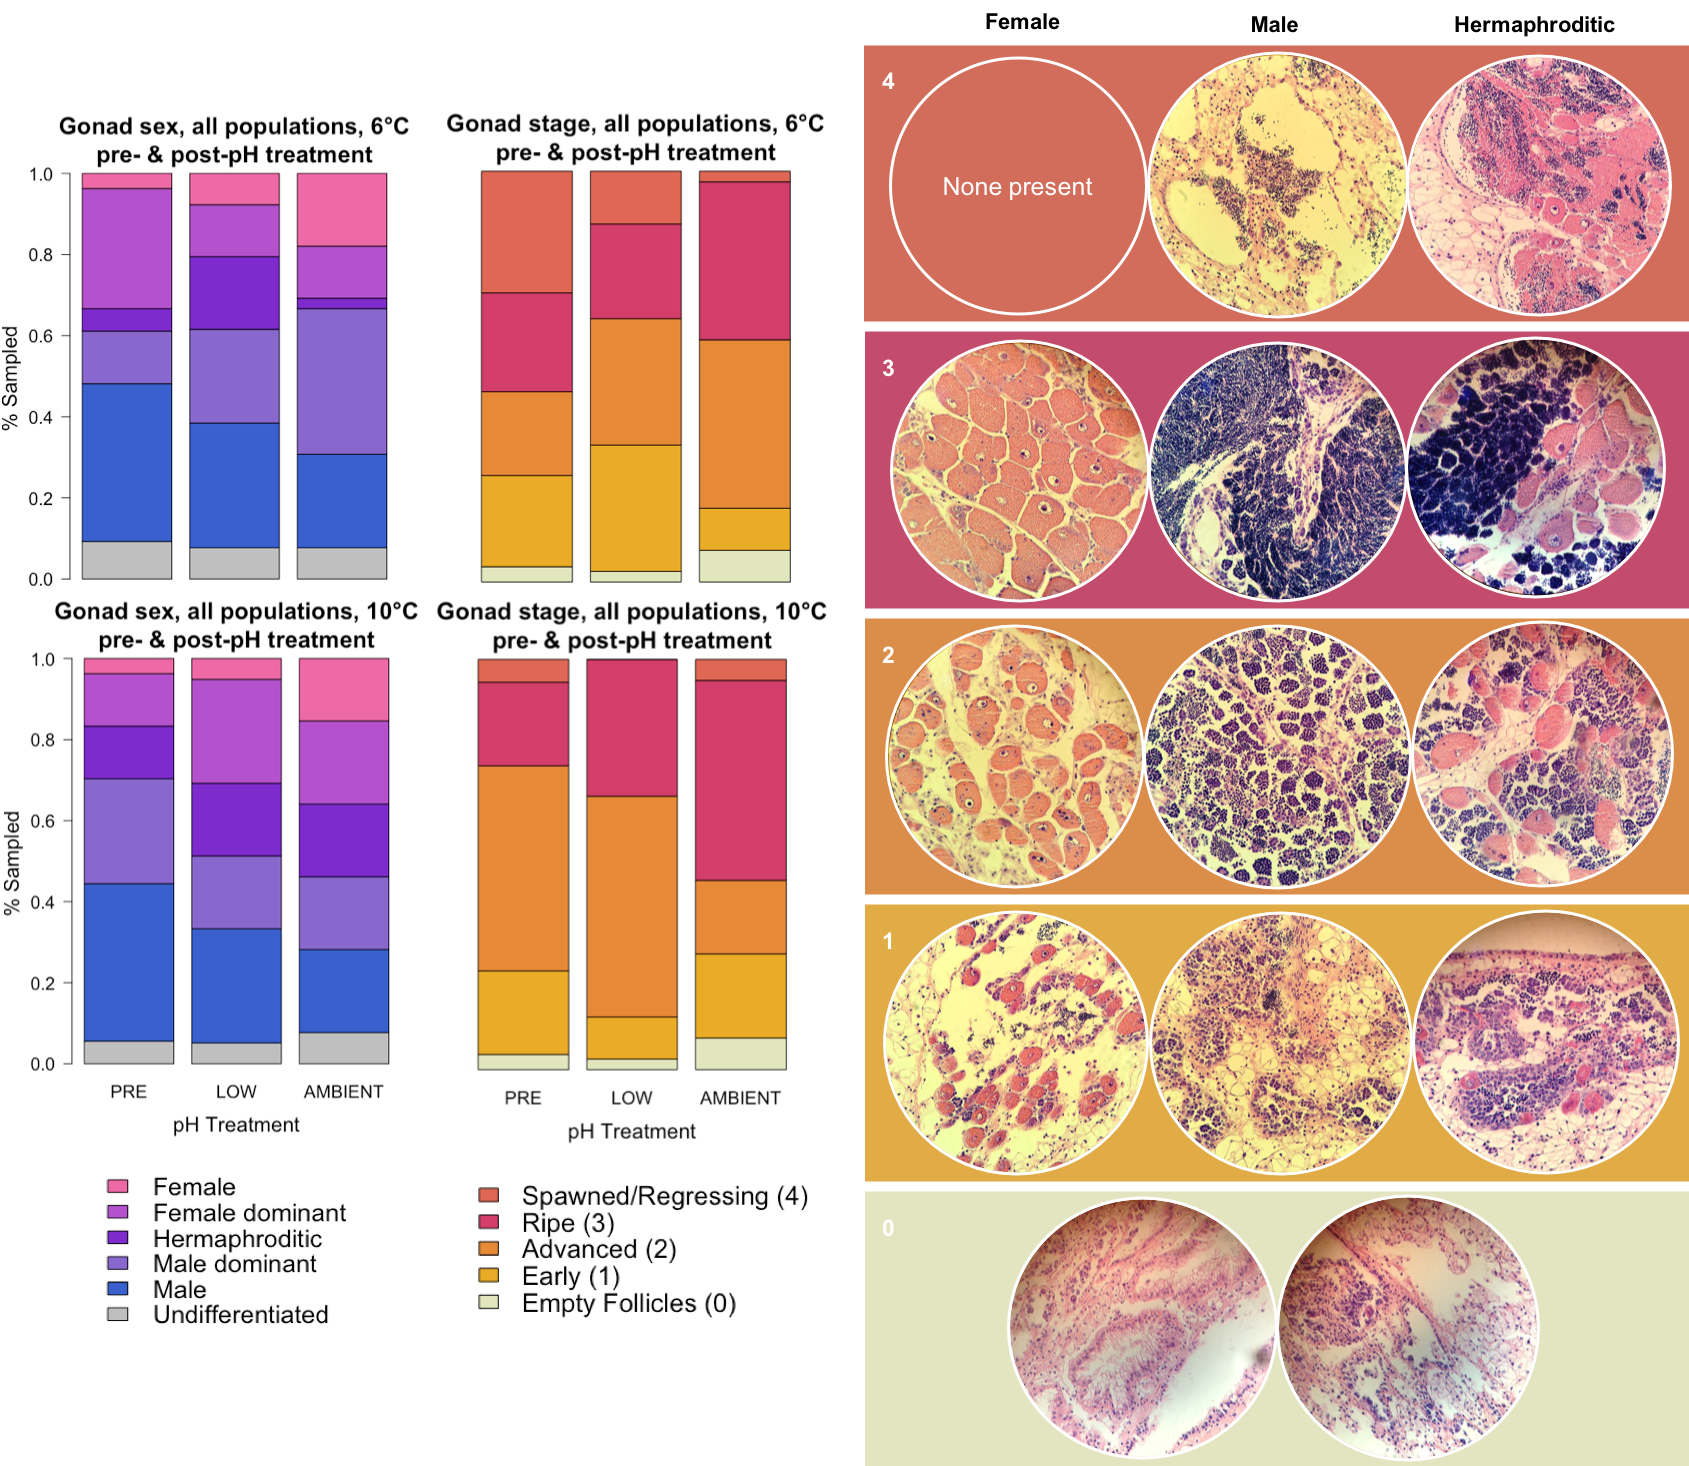 Gonad sex, all populations, 6°C
pre- & post-pH treatment
Gonad stage, all populations, 6°C
pre- & post-pH treatment
% Sampled
1.0
0.8
0.6
0.4
0.2
0.0
Gonad sex, all populations, 10°C
pre- & post-pH treatment
Gonad stage, all populations, 10°C
pre- & post-pH treatment
% Sampled
1.0
0.8
0.6
0.4
0.2
0.0
PRE
LOW
AMBIENT
pH Treatment
PRE
LOW
AMBIENT
pH Treatment
Female
Female dominant
Hermaphroditic
Male dominant
Male
Undifferentiated
Spawned/Regressing (4)
Ripe (3)
Advanced (2)
Early (1)
Empty Follicles (0)
Female
Male
Hermaphroditic
4
None present
3
2
1
0